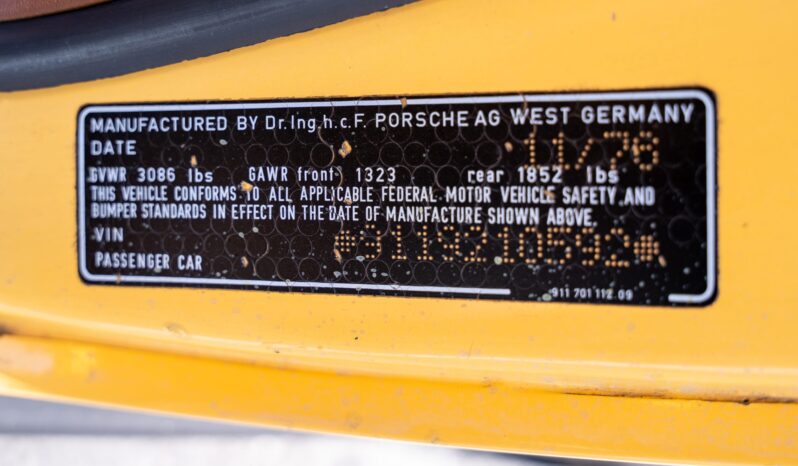 MANUFACTURED BY Dr.Ing.h.c.F. PORSCHE AG WEST GERMANY
DATE 11/78
GVWR 3086 lbs GAWR front 1323 rear 1852 lbs
THIS VEHICLE CONFORMS TO ALL APPLICABLE FEDERAL MOTOR VEHICLE SAFETY AND
BUMPER STANDARDS IN EFFECT ON THE DATE OF MANUFACTURE SHOWN ABOVE.
VIN *9119210592*
PASSENGER CAR
911 701 112 09